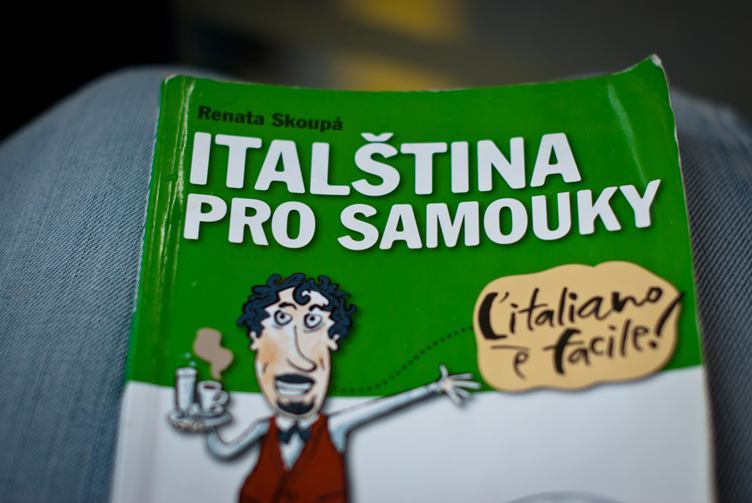 Renata Skoupá
ITALŠTINA
PRO SAMOUKY
L'italiano
è facile!